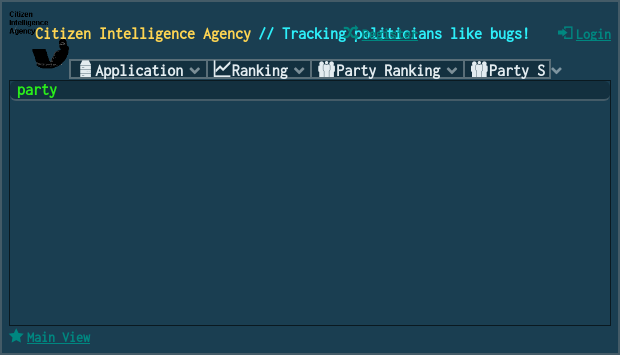 Citizen
Intelligence
Agency
Citizen Intelligence Agency // Tracking politicians like bugs!
Login
Application
Ranking
Party Ranking
Party S
party
Main View